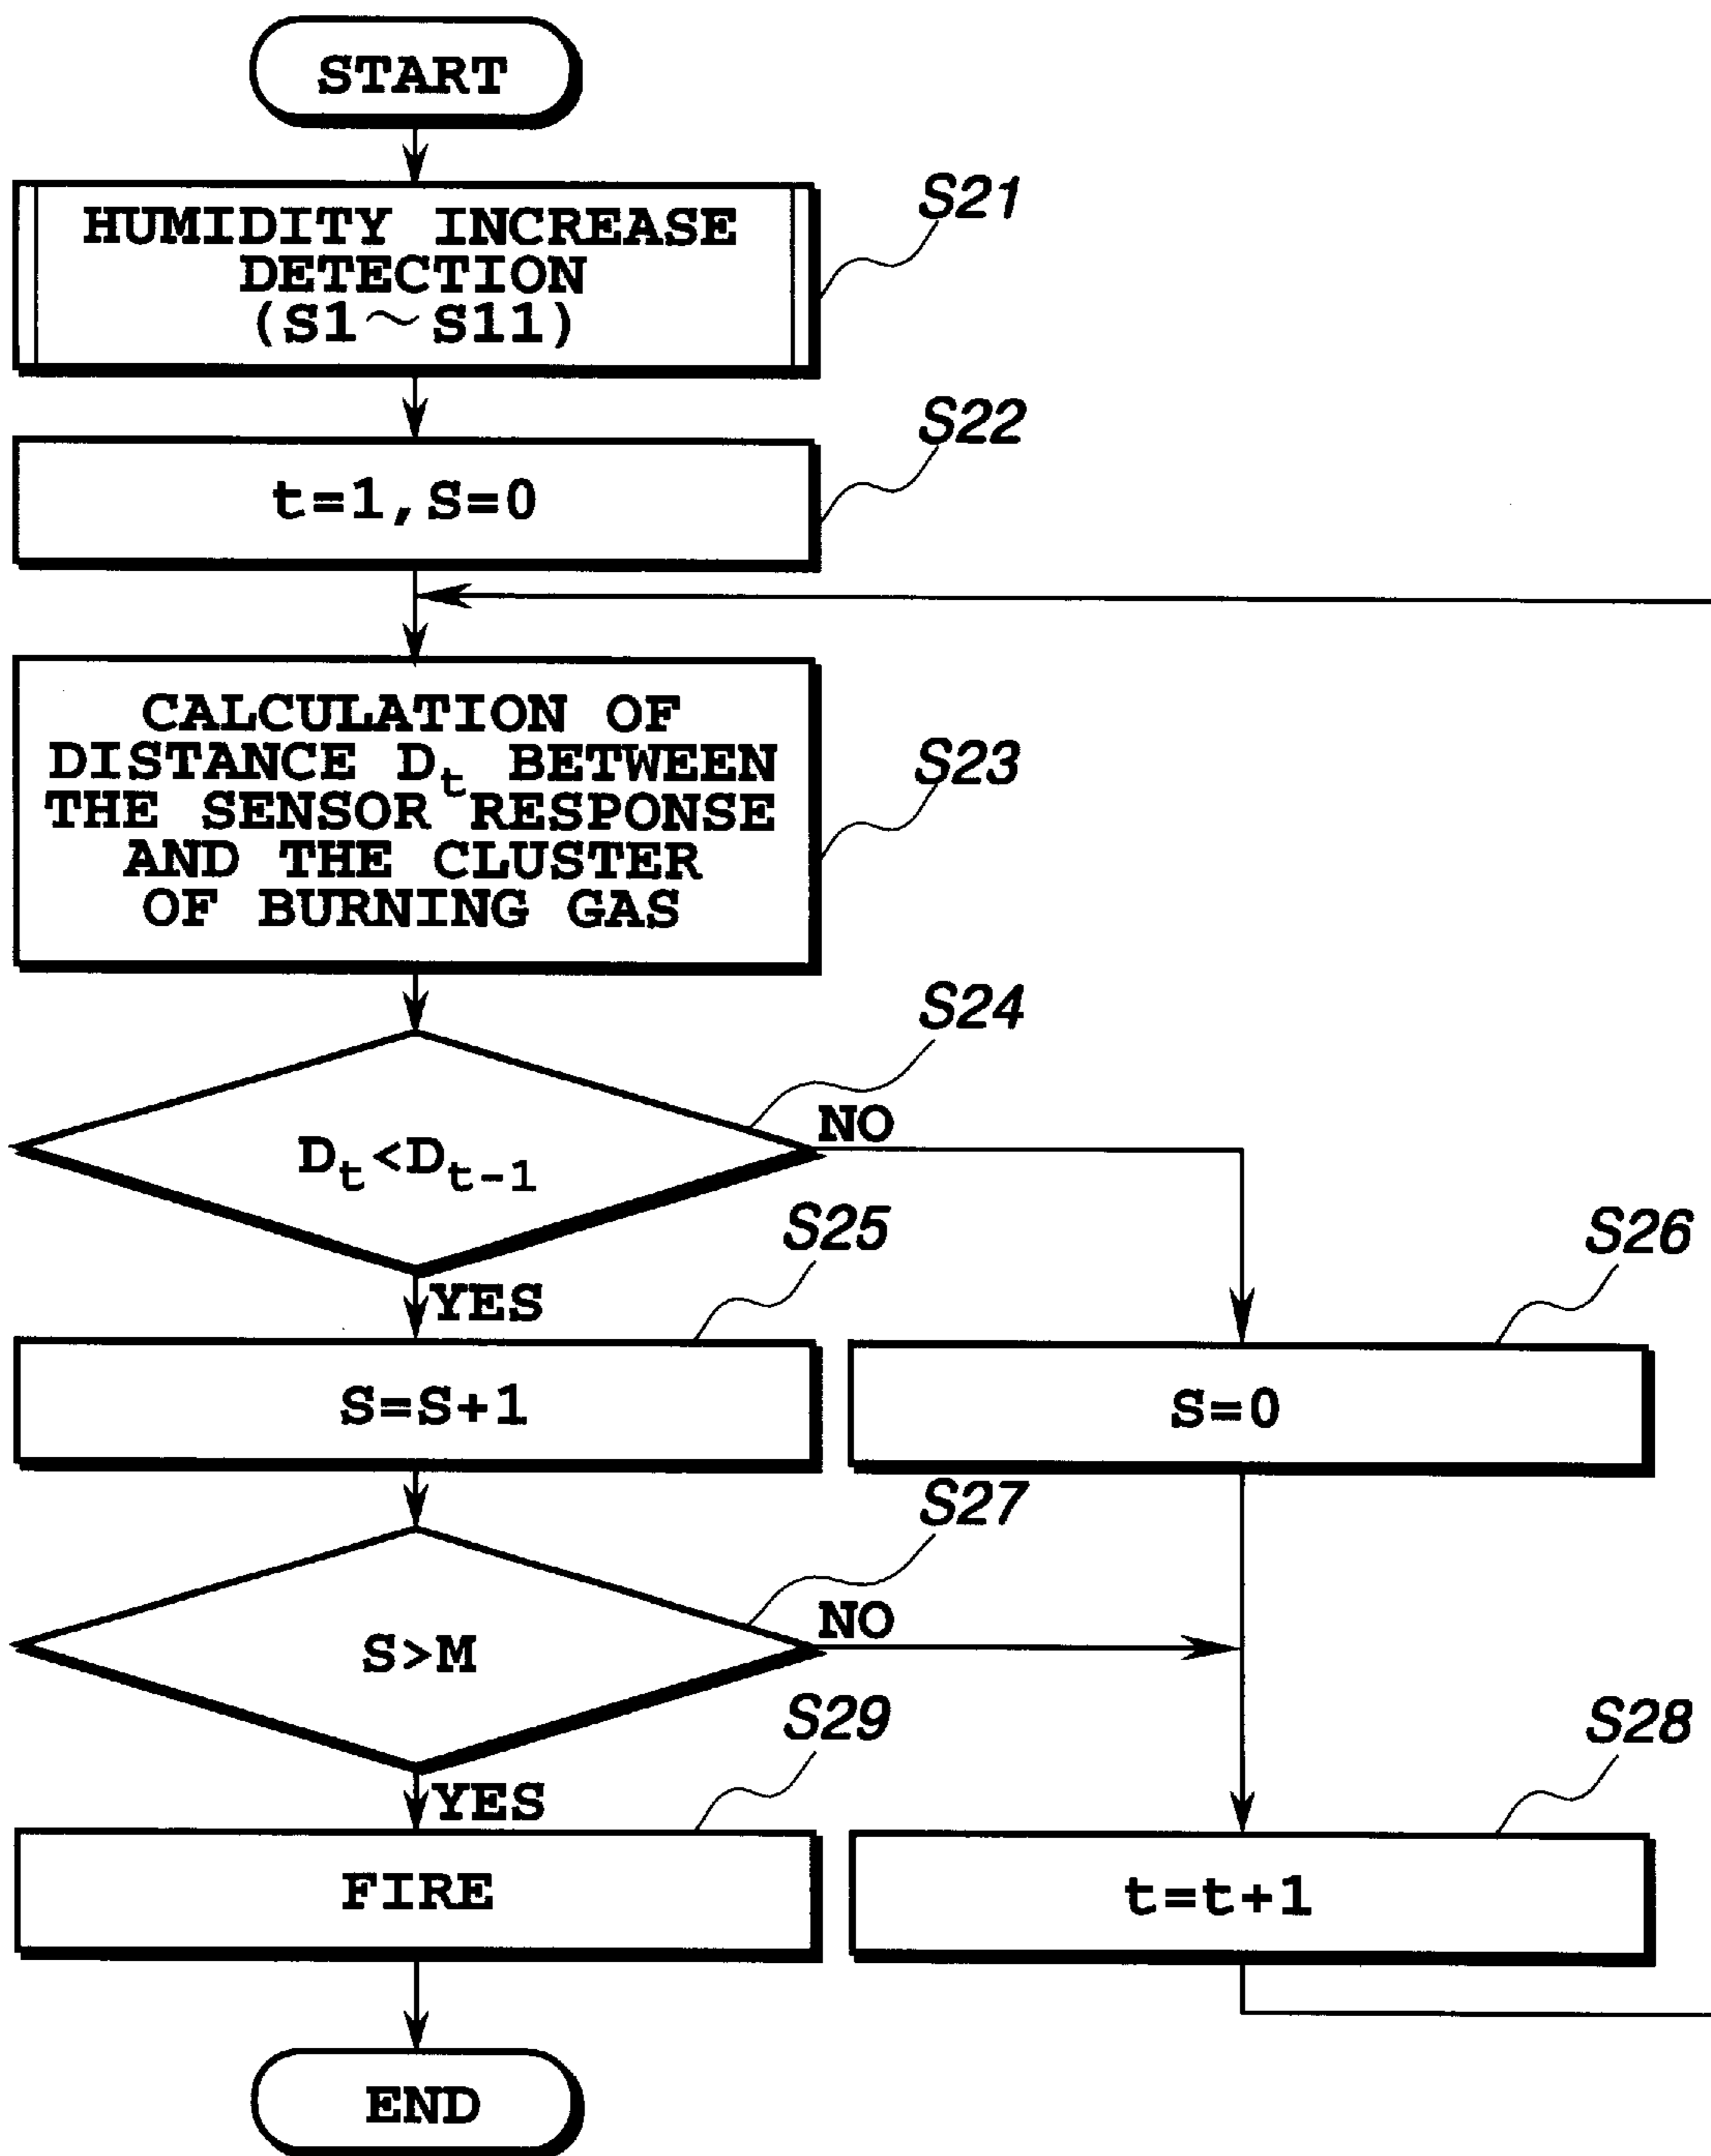 START
HUMIDITY INCREASE
DETECTION
(S1～S11)
S21
t=1,S=0
S22
CALCULATION OF
DISTANCE Dt BETWEEN
THE SENSOR RESPONSE
AND THE CLUSTER
OF BURNING GAS
S23
Dt<Dt-1
S24
NO
YES
S=S+1
S25
S=0
S26
S>M
S27
NO
YES
FIRE
S29
t=t+1
S28
END